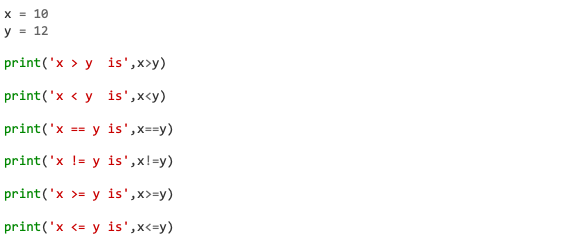 x = 10
y = 12
print('x > y  is',x>y)
print('x < y  is',x<y)
print('x == y is',x==y)
print('x != y is',x!=y)
print('x >= y is',x>=y)
print('x <= y is',x<=y)